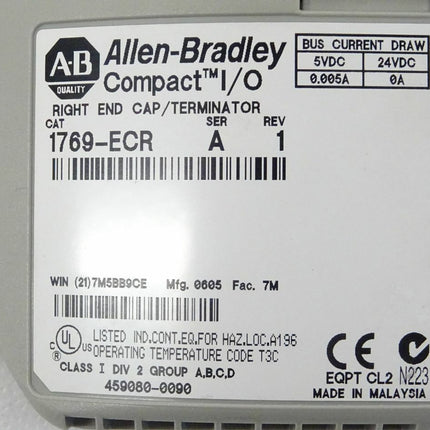 A-B
QUALITY
Allen-Bradley
Compact™ I/O
BUS CURRENT DRAW
5VDC 24VDC
0.005A 0A
RIGHT END CAP/TERMINATOR
CAT SER REV
1769-ECR A 1
WIN (21)7M5BB9CE Mfg. 0605 Fac. 7M
c UL us LISTED IND.CONT.EQ.FOR HAZ.LOC.A196
OPERATING TEMPERATURE CODE T3C
CLASS I DIV 2 GROUP A,B,C,D
459080-0090
CE
EQPT CL2 N223
MADE IN MALAYSIA